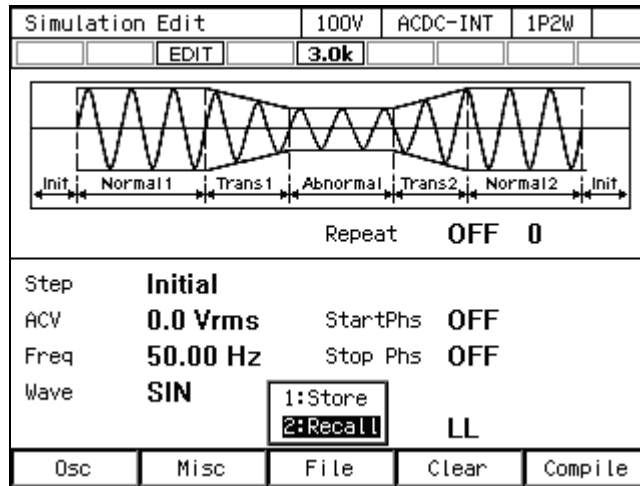 Simulation Edit 100V ACDC-INT 1P2W
EDIT 3.0k
Init Normal1 Trans1 Abnormal Trans2 Normal2 Init
Repeat OFF 0
Step Initial
ACV 0.0 Vrms StartPhs OFF
Freq 50.00 Hz Stop Phs OFF
Wave SIN
1:Store
2:Recall LL
Osc Misc File Clear Compile